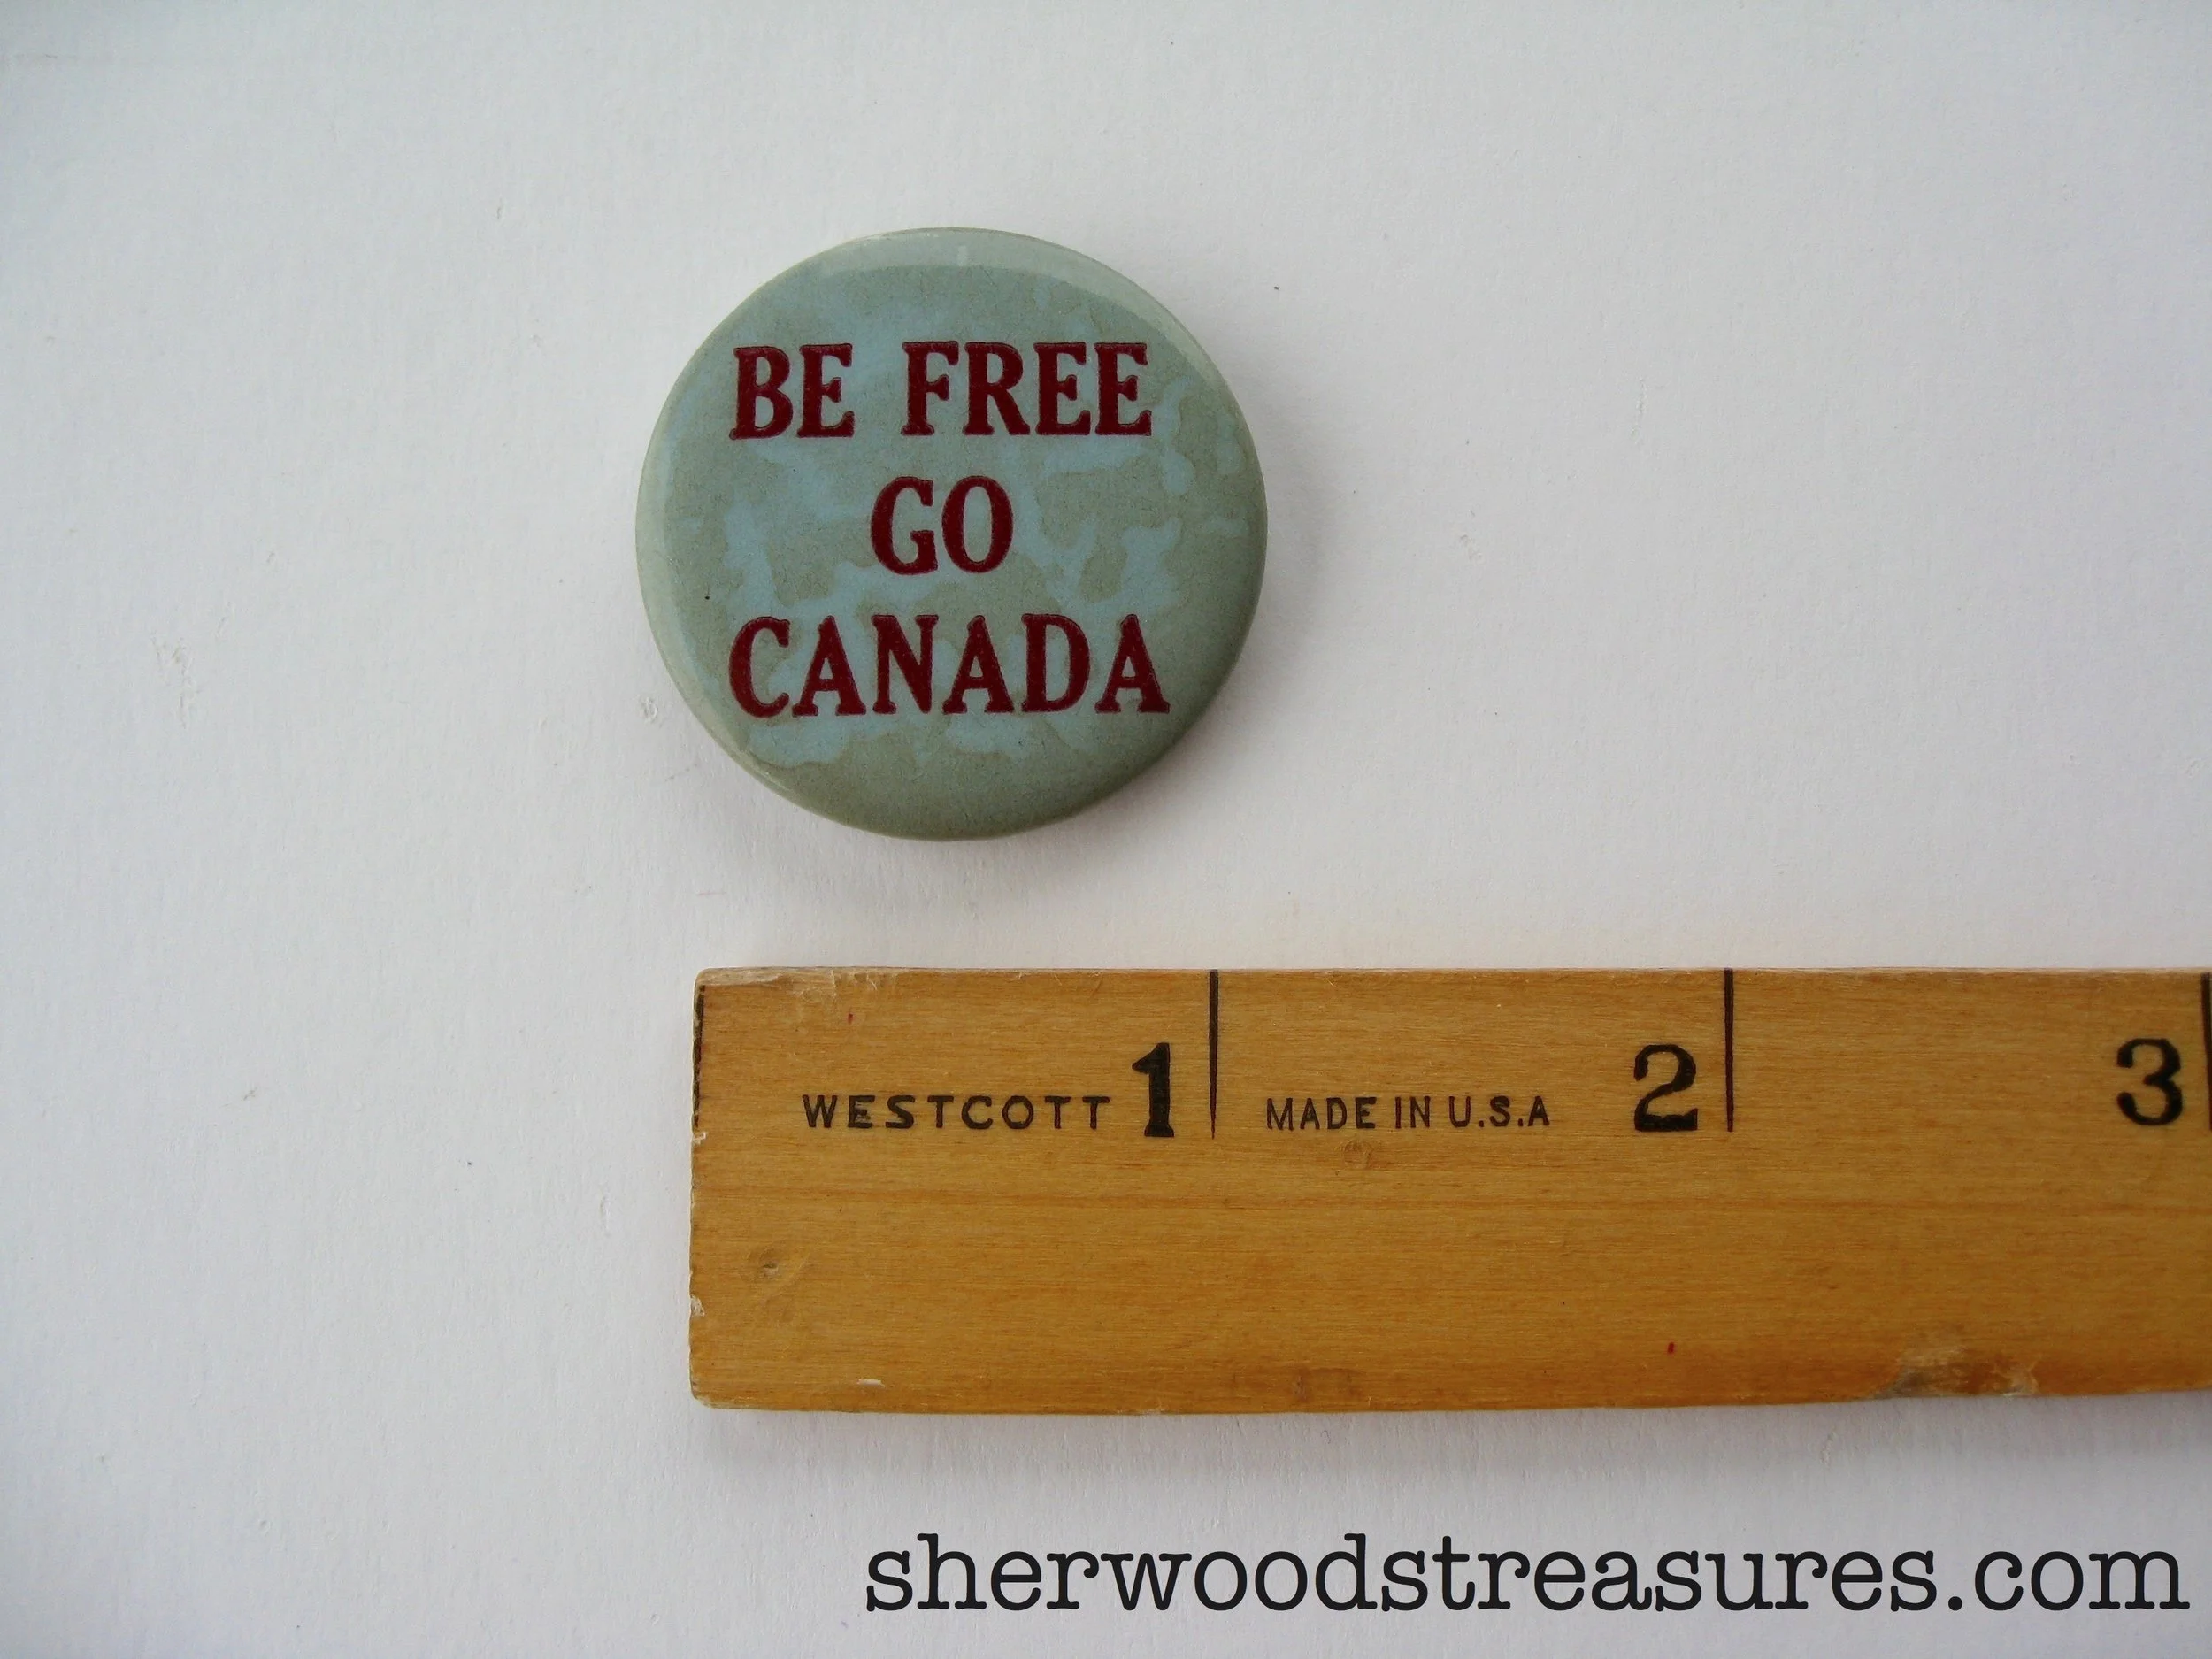 BE FREE
GO
CANADA
WESTCOTT 1 MADE IN U.S.A 2 3
sherwoodstreasures.com